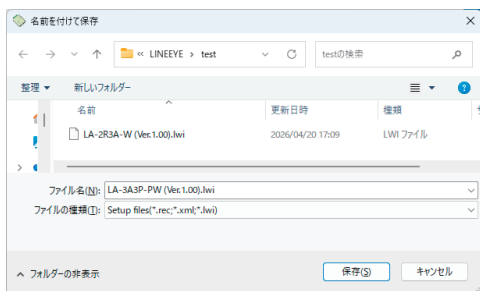 名前を付けて保存
« LINEEYE › test
testの検索
整理 新しいフォルダー
名前 更新日時 種類
LA-2R3A-W (Ver.1.00).lwi 2026/04/20 17:09 LWI ファイル
ファイル名(N): LA-3A3P-PW (Ver.1.00).lwi
ファイルの種類(T): Setup files(*.rec;*.xml;*.lwi)
フォルダーの非表示 保存(S) キャンセル